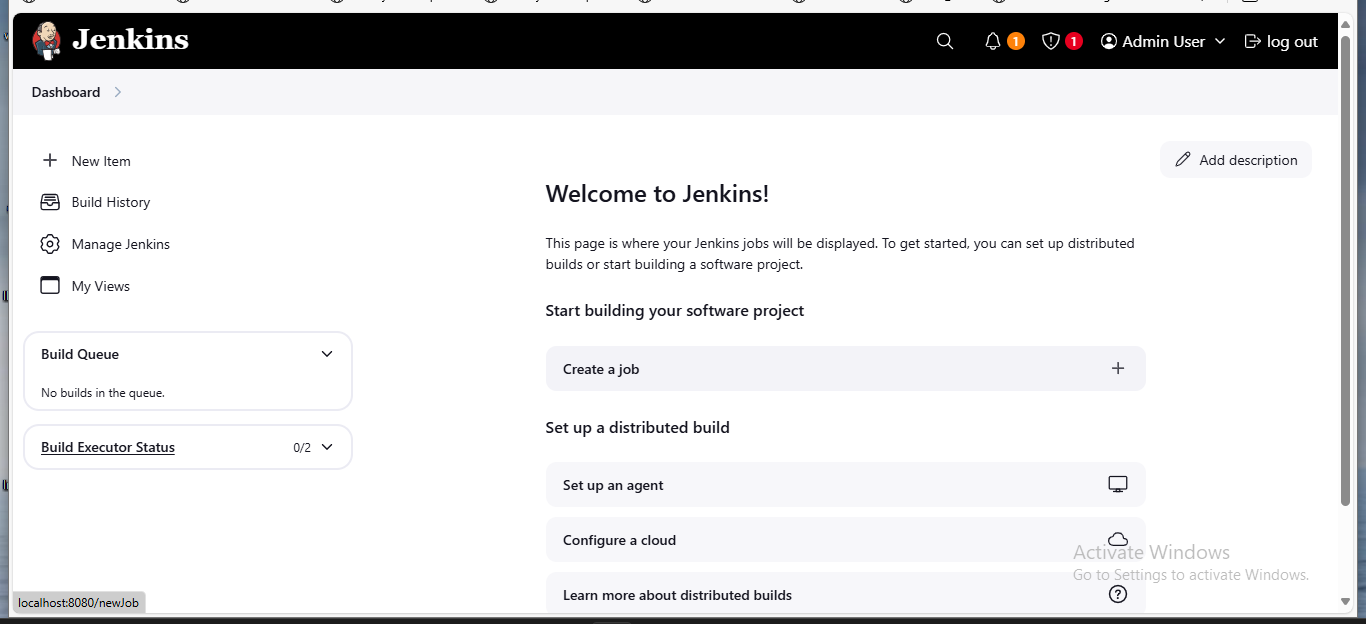 Jenkins
1
1
Admin User
log out
Dashboard
New Item
Build History
Manage Jenkins
My Views
Build Queue
No builds in the queue.
Build Executor Status
0/2
Add description
Welcome to Jenkins!
This page is where your Jenkins jobs will be displayed. To get started, you can set up distributed
builds or start building a software project.
Start building your software project
Create a job
Set up a distributed build
Set up an agent
Configure a cloud
Learn more about distributed builds
Activate Windows
Go to Settings to activate Windows.
localhost:8080/newJob